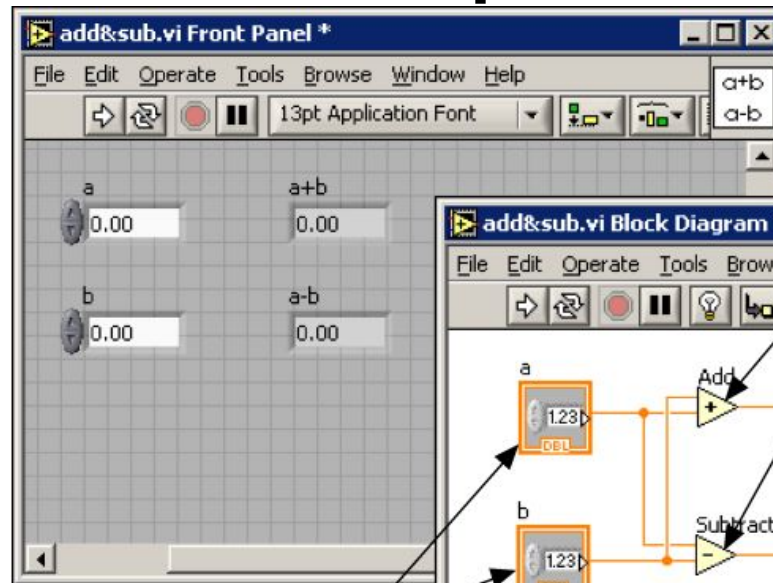 add&sub.vi Front Panel *
File Edit Operate Tools Browse Window Help
13pt Application Font
a+b
a-b
a
0.00
a+b
0.00
b
0.00
a-b
0.00
add&sub.vi Block Diagram
File Edit Operate Tools Brow
a
1.23
DBL
Add
+
b
1.23
Subtract
-